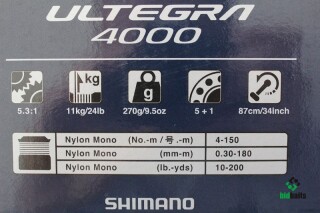 ULTEGRA
4000
kg g
5.3:1 11kg/24lb 270g/9.5oz 5 + 1 87cm/34inch
Nylon Mono (No.-m / 号.-m) 4-150
Nylon Mono (mm-m) 0.30-180
Nylon Mono (lb.-yds) 10-200
SHIMANO